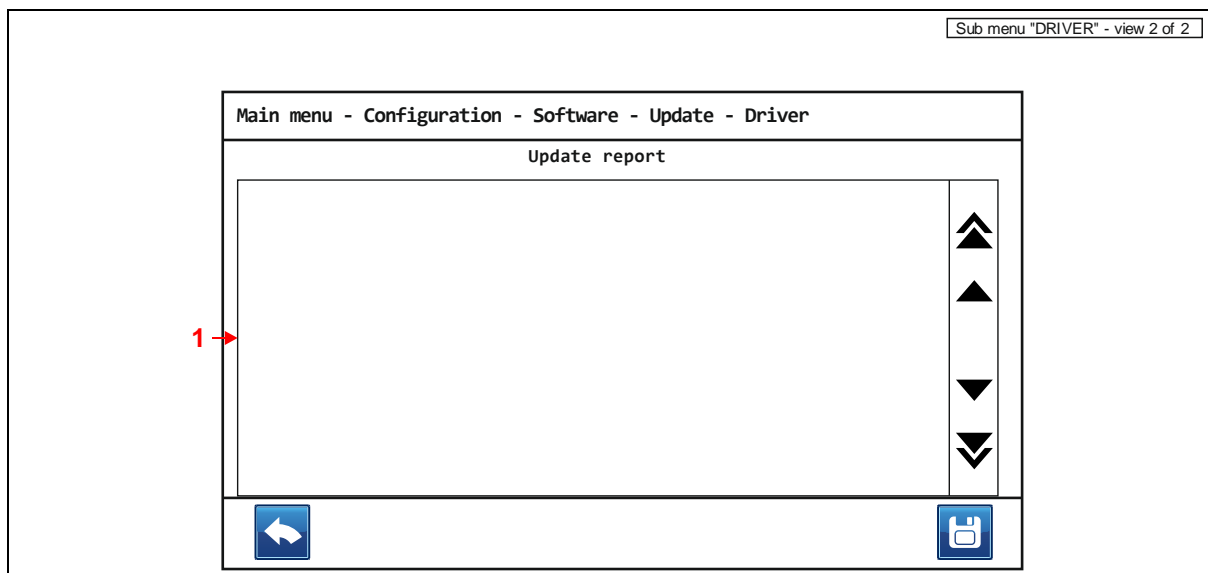 Sub menu "DRIVER" - view 2 of 2
Main menu - Configuration - Software - Update - Driver
Update report
1